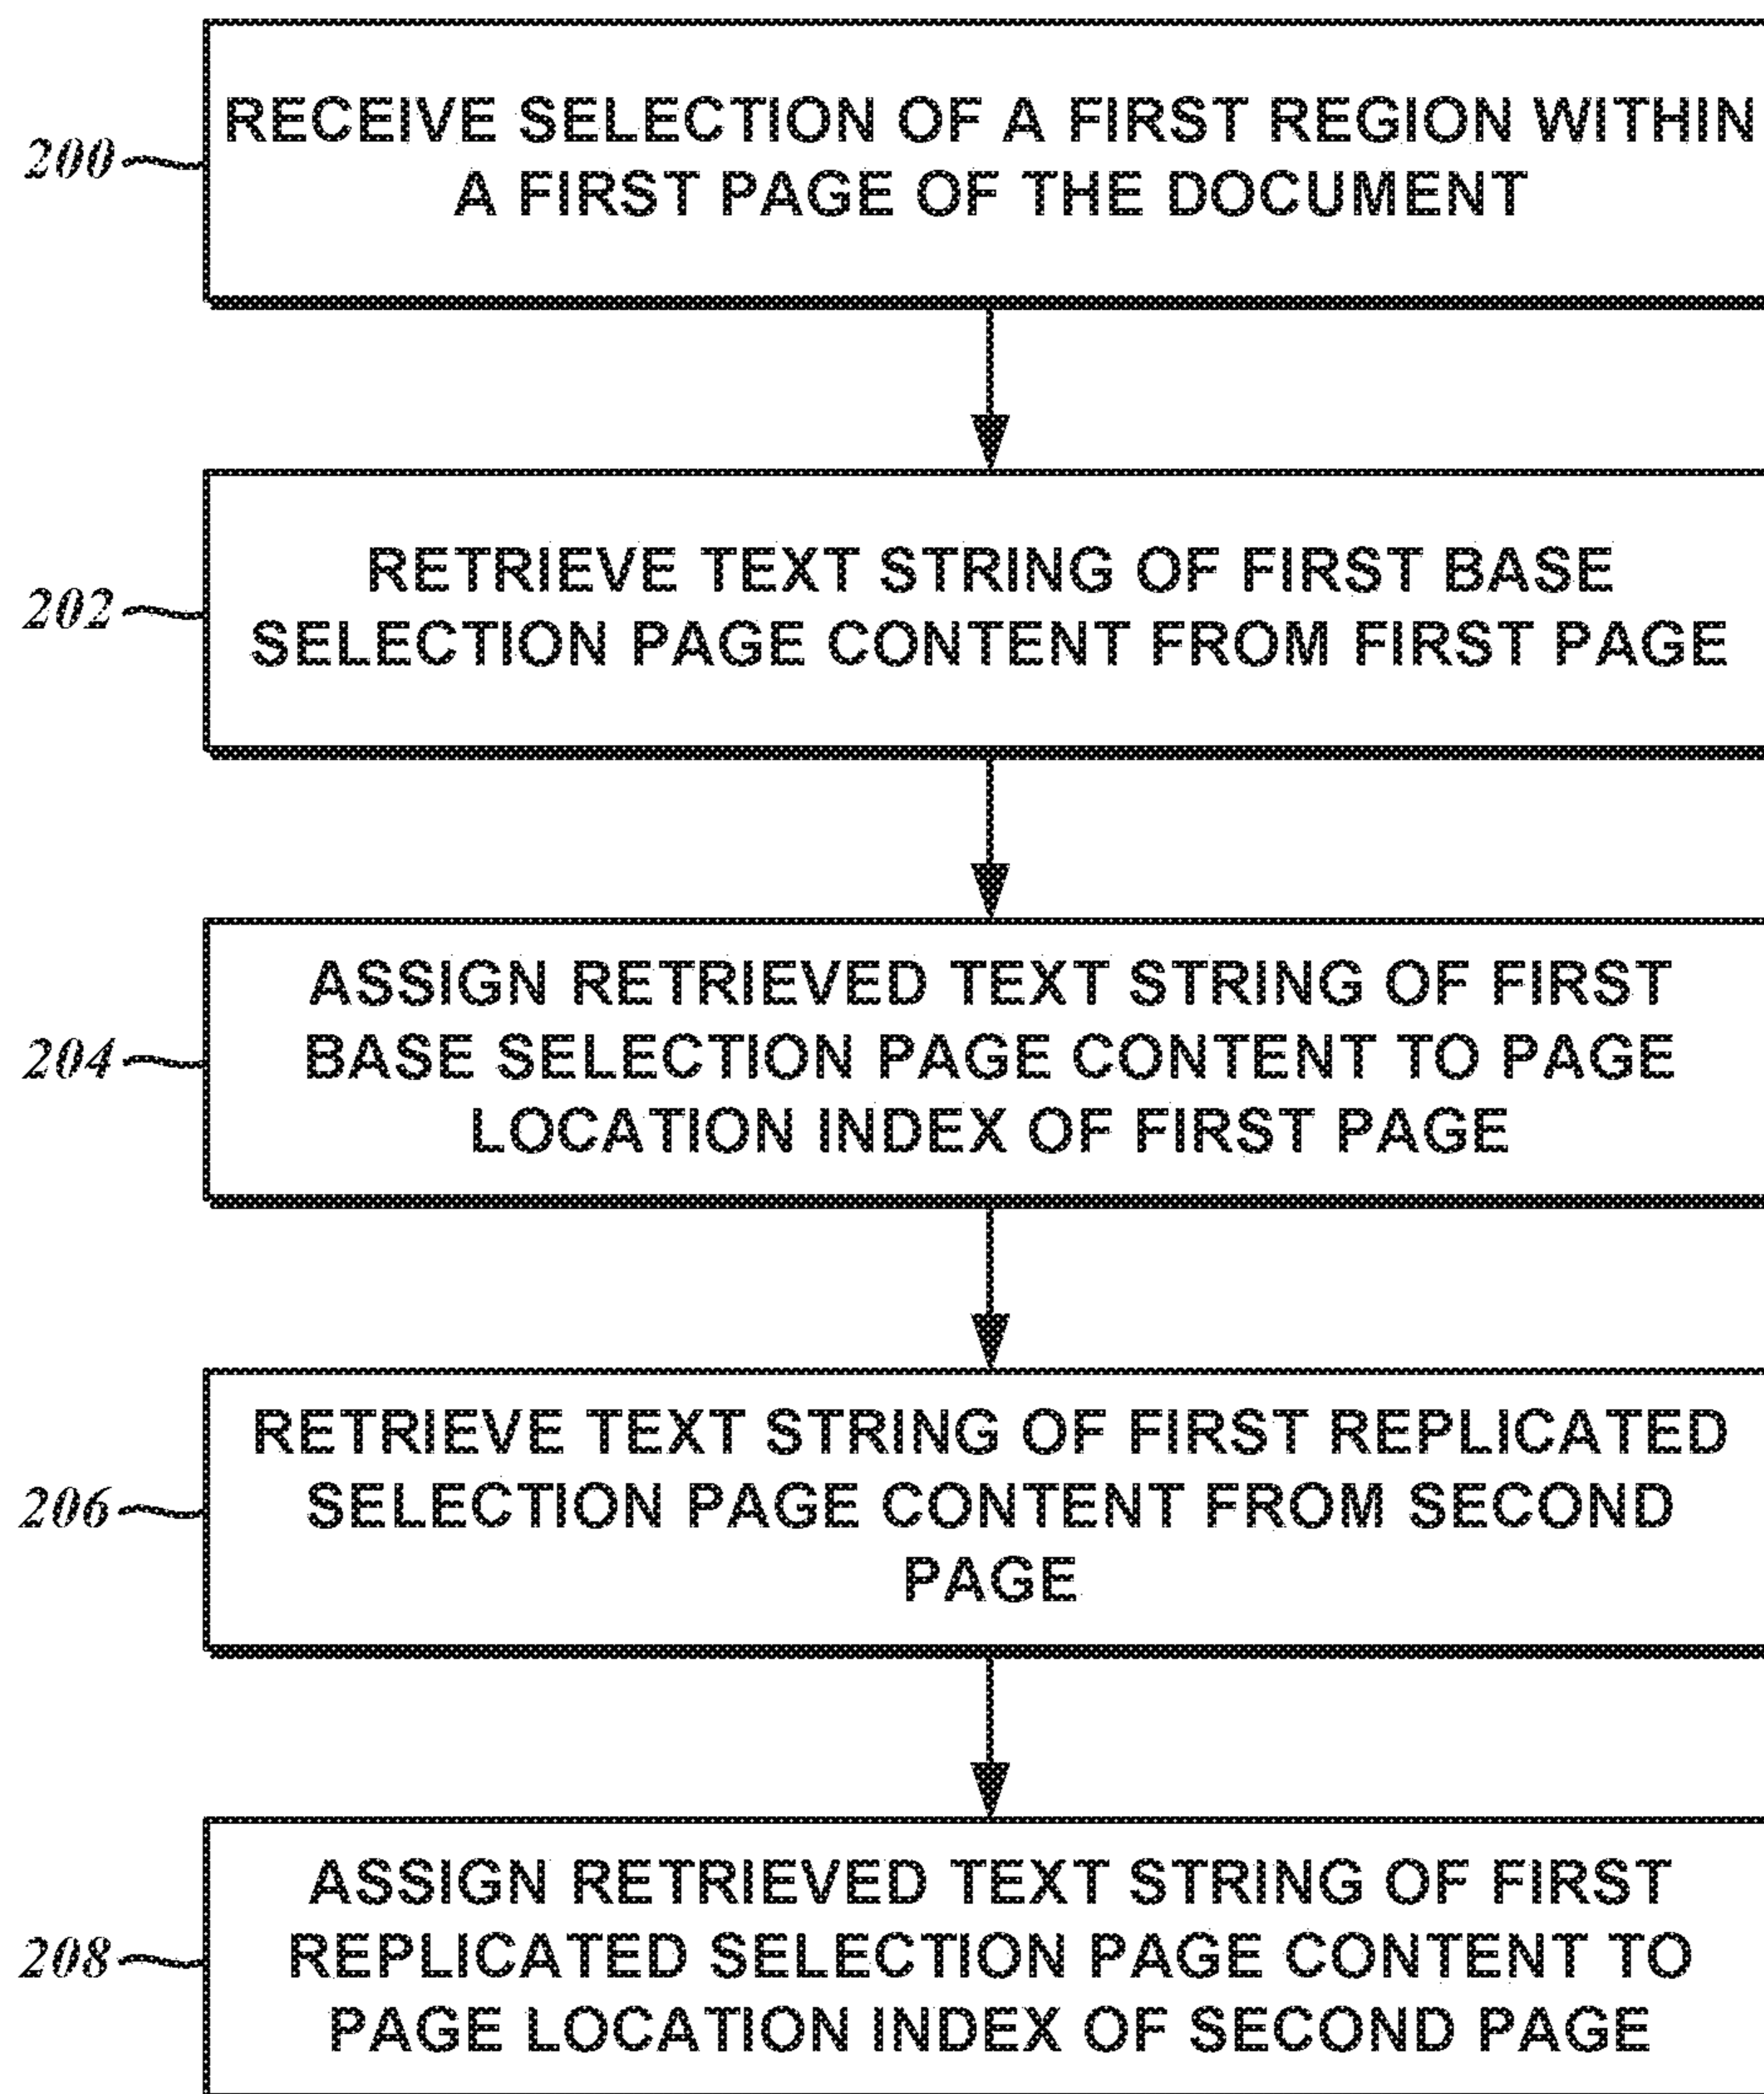 200
RECEIVE SELECTION OF A FIRST REGION WITHIN
A FIRST PAGE OF THE DOCUMENT
202
RETRIEVE TEXT STRING OF FIRST BASE
SELECTION PAGE CONTENT FROM FIRST PAGE
204
ASSIGN RETRIEVED TEXT STRING OF FIRST
BASE SELECTION PAGE CONTENT TO PAGE
LOCATION INDEX OF FIRST PAGE
206
RETRIEVE TEXT STRING OF FIRST REPLICATED
SELECTION PAGE CONTENT FROM SECOND
PAGE
208
ASSIGN RETRIEVED TEXT STRING OF FIRST
REPLICATED SELECTION PAGE CONTENT TO
PAGE LOCATION INDEX OF SECOND PAGE